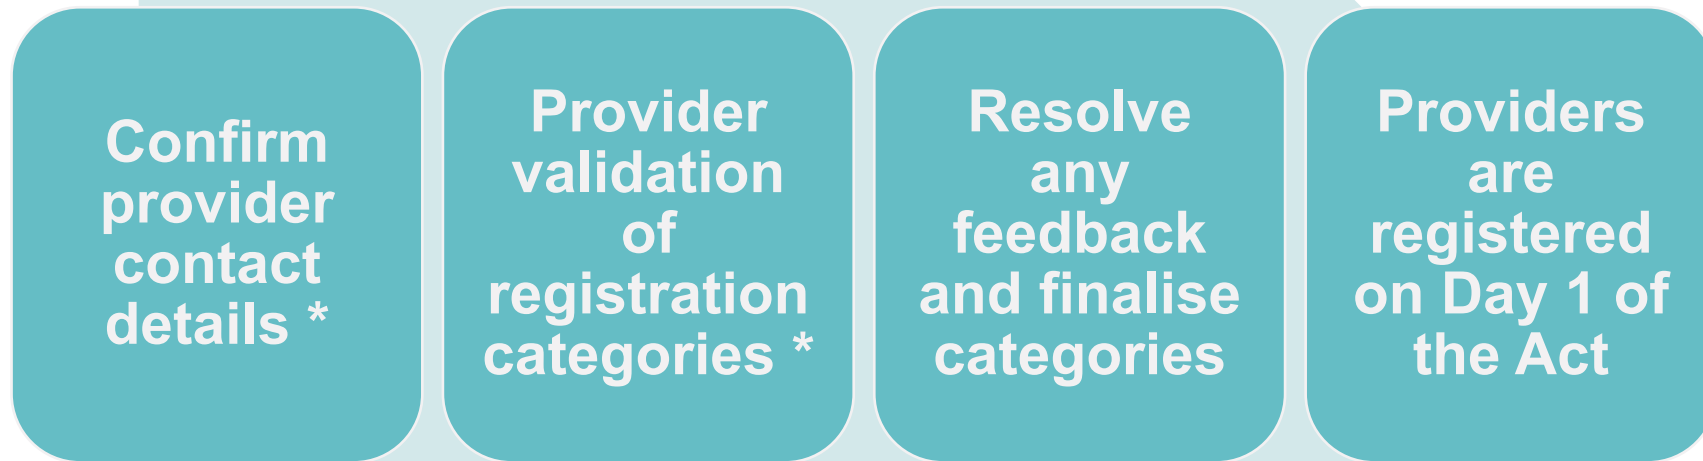 Confirm
provider
contact
details *
Provider
validation
of
registration
categories *
Resolve
any
feedback
and finalise
categories
Providers
are
registered
on Day 1 of
the Act